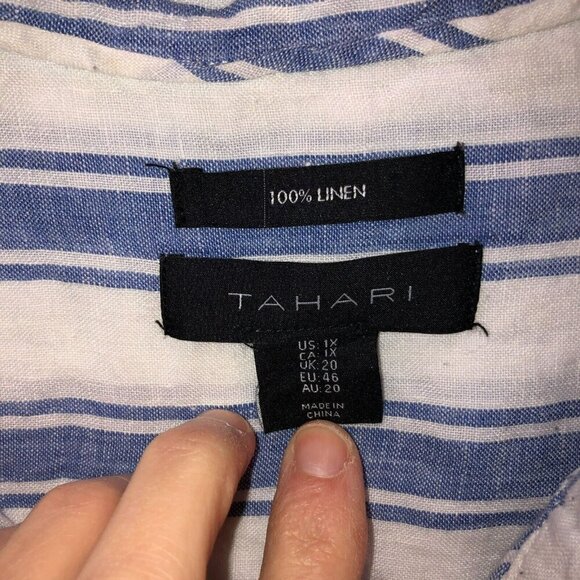 100% LINEN
TAHARI
US: 1X
CA: 1X
UK: 20
EU: 46
AU: 20
MADE IN
CHINA